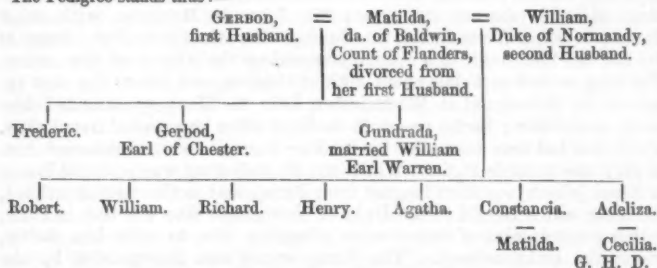 The Pedigree stands thus:
GERBOD, = Matilda, = William,
first Husband. da. of Baldwin, Duke of Normandy,
Count of Flanders, second Husband.
divorced from
her first Husband.
Frederic. Gerbod, Gundrada,
Earl of Chester. married William
Earl Warren.
Robert. William. Richard. Henry. Agatha. Constancia. Adeliza.
Matilda. Cecilia.
G. H. D.